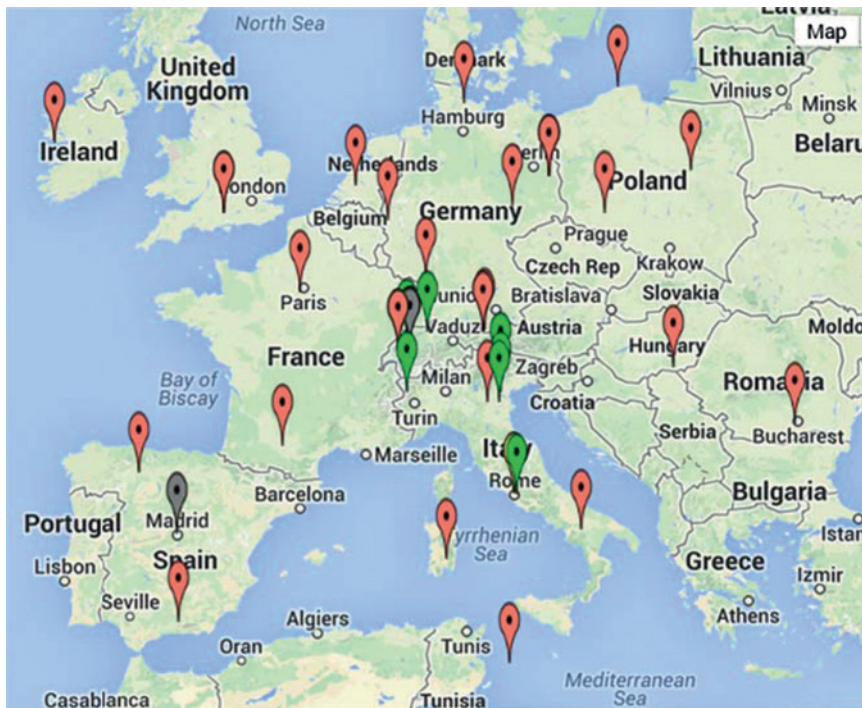 North Sea
Map
United
Kingdom
Lithuania
Vilnius
Minsk
Hamburg
Ireland
London
Netherlands
Poland
Belgium
Germany
Prague
Czech Rep
Krakow
Paris
Slovakia
Bratislava
Vaduz
Austria
France
Hungary
Bay of
Biscay
Milan
Zagreb
Turin
Croatia
Marseille
Serbia
Bucharest
Italy
Rome
Barcelona
Bulgaria
Portugal
Madrid
Spain
Sea
Greece
Lisbon
Seville
Izmir
Athens
Algiers
Oran
Tunis
Mediterranean
Sea
Casablanca
Tunisia